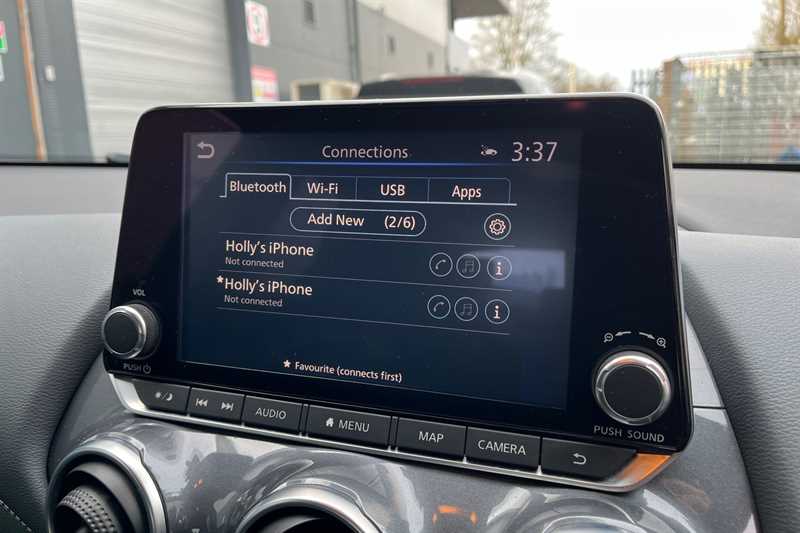 Connections
3:37
Bluetooth
Wi-Fi
USB
Apps
Add New (2/6)
Holly's iPhone
Not connected
i
★Holly's iPhone
Not connected
i
★ Favourite (connects first)
VOL
PUSH
PUSH SOUND
AUDIO
MENU
MAP
CAMERA